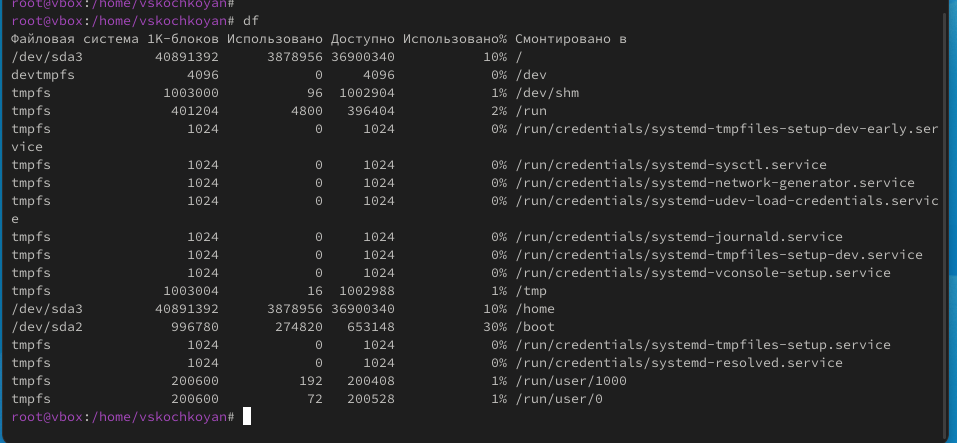 root@vbox:/home/vskochkoyan#
root@vbox:/home/vskochkoyan# df
Файловая система 1K-блоков Использовано Доступно Использовано% Смонтировано в
/dev/sda3 40891392 3878956 36900340 10% /
devtmpfs 4096 0 4096 0% /dev
tmpfs 1003000 96 1002904 1% /dev/shm
tmpfs 401204 4800 396404 2% /run
tmpfs 1024 0 1024 0% /run/credentials/systemd-tmpfiles-setup-dev-early.ser
vice
tmpfs 1024 0 1024 0% /run/credentials/systemd-sysctl.service
tmpfs 1024 0 1024 0% /run/credentials/systemd-network-generator.service
tmpfs 1024 0 1024 0% /run/credentials/systemd-udev-load-credentials.servic
e
tmpfs 1024 0 1024 0% /run/credentials/systemd-journald.service
tmpfs 1024 0 1024 0% /run/credentials/systemd-tmpfiles-setup-dev.service
tmpfs 1024 0 1024 0% /run/credentials/systemd-vconsole-setup.service
tmpfs 1003004 16 1002988 1% /tmp
/dev/sda3 40891392 3878956 36900340 10% /home
/dev/sda2 996780 274820 653148 30% /boot
tmpfs 1024 0 1024 0% /run/credentials/systemd-tmpfiles-setup.service
tmpfs 1024 0 1024 0% /run/credentials/systemd-resolved.service
tmpfs 200600 192 200408 1% /run/user/1000
tmpfs 200600 72 200528 1% /run/user/0
root@vbox:/home/vskochkoyan#